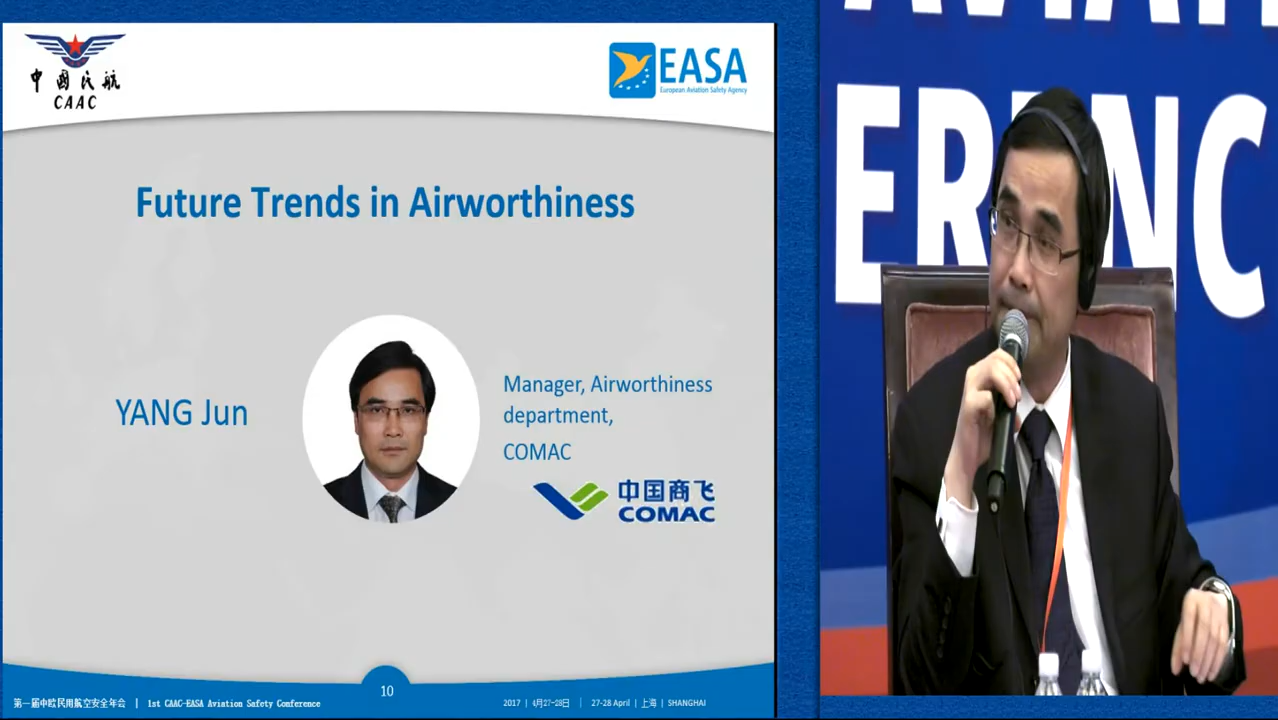 中國民航
CAAC
EASA
European Aviation Safety Agency
Future Trends in Airworthiness
YANG Jun
Manager, Airworthiness
department,
COMAC
中国商飞
COMAC
10
第一届中欧民用航空安全年会 | 1st CAAC-EASA Aviation Safety Conference
2017 | 4月27-28日 | 27-28 April | 上海 | SHANGHAI
AVIATI
ERENC